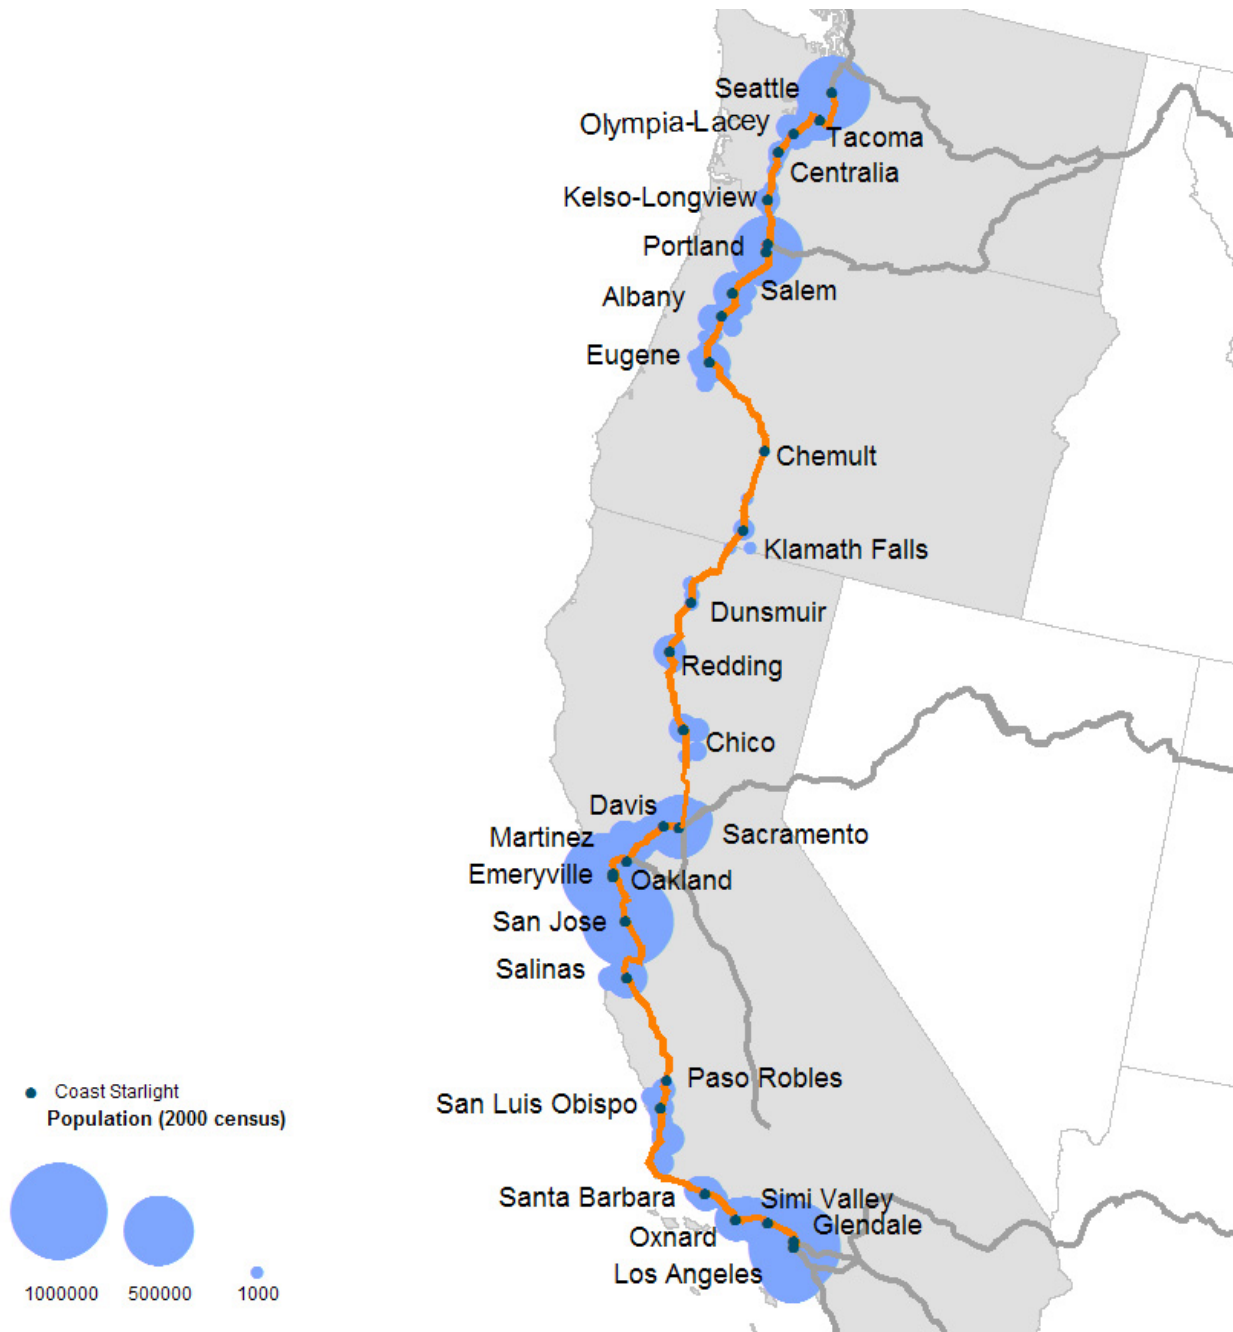 Seattle
Olympia-Lacey
Tacoma
Centralia
Kelso-Longview
Portland
Salem
Albany
Eugene
Chemult
Klamath Falls
Dunsmuir
Redding
Chico
Davis
Sacramento
Martinez
Emeryville
Oakland
San Jose
Salinas
Paso Robles
San Luis Obispo
Santa Barbara
Simi Valley
Glendale
Oxnard
Los Angeles
Coast Starlight
Population (2000 census)
1000000 500000 1000